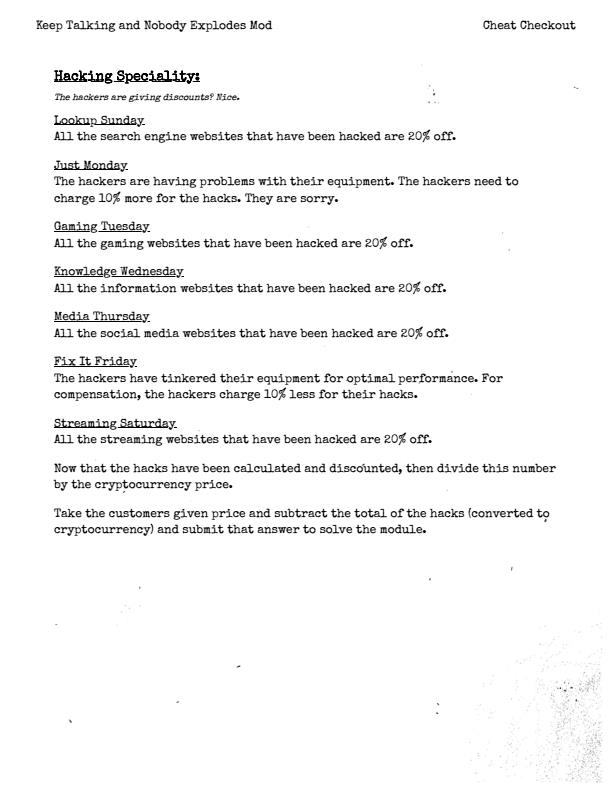 Keep Talking and Nobody Explodes Mod
Cheat Checkout
Hacking Speciality:
The hackers are giving discounts? Nice.
Lookup Sunday
All the search engine websites that have been hacked are 20% off.
Just Monday
The hackers are having problems with their equipment. The hackers need to
charge 10% more for the hacks. They are sorry.
Gaming Tuesday
All the gaming websites that have been hacked are 20% off.
Knowledge Wednesday
All the information websites that have been hacked are 20% off.
Media Thursday
All the social media websites that have been hacked are 20% off.
Fix It Friday
The hackers have tinkered their equipment for optimal performance. For
compensation, the hackers charge 10% less for their hacks.
Streaming Saturday
All the streaming websites that have been hacked are 20% off.
Now that the hacks have been calculated and discounted, then divide this number
by the cryptocurrency price.
Take the customers given price and subtract the total of the hacks (converted to
cryptocurrency) and submit that answer to solve the module.